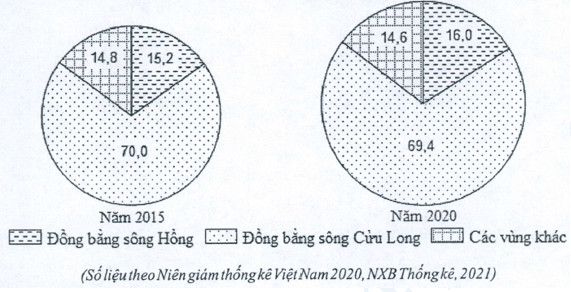 14,8 15,2
70,0
14,6 16,0
69,4
Năm 2015 Năm 2020
Đồng bằng sông Hồng Đồng bằng sông Cửu Long Các vùng khác
(Số liệu theo Niên giám thống kê Việt Nam 2020, NXB Thống kê, 2021)